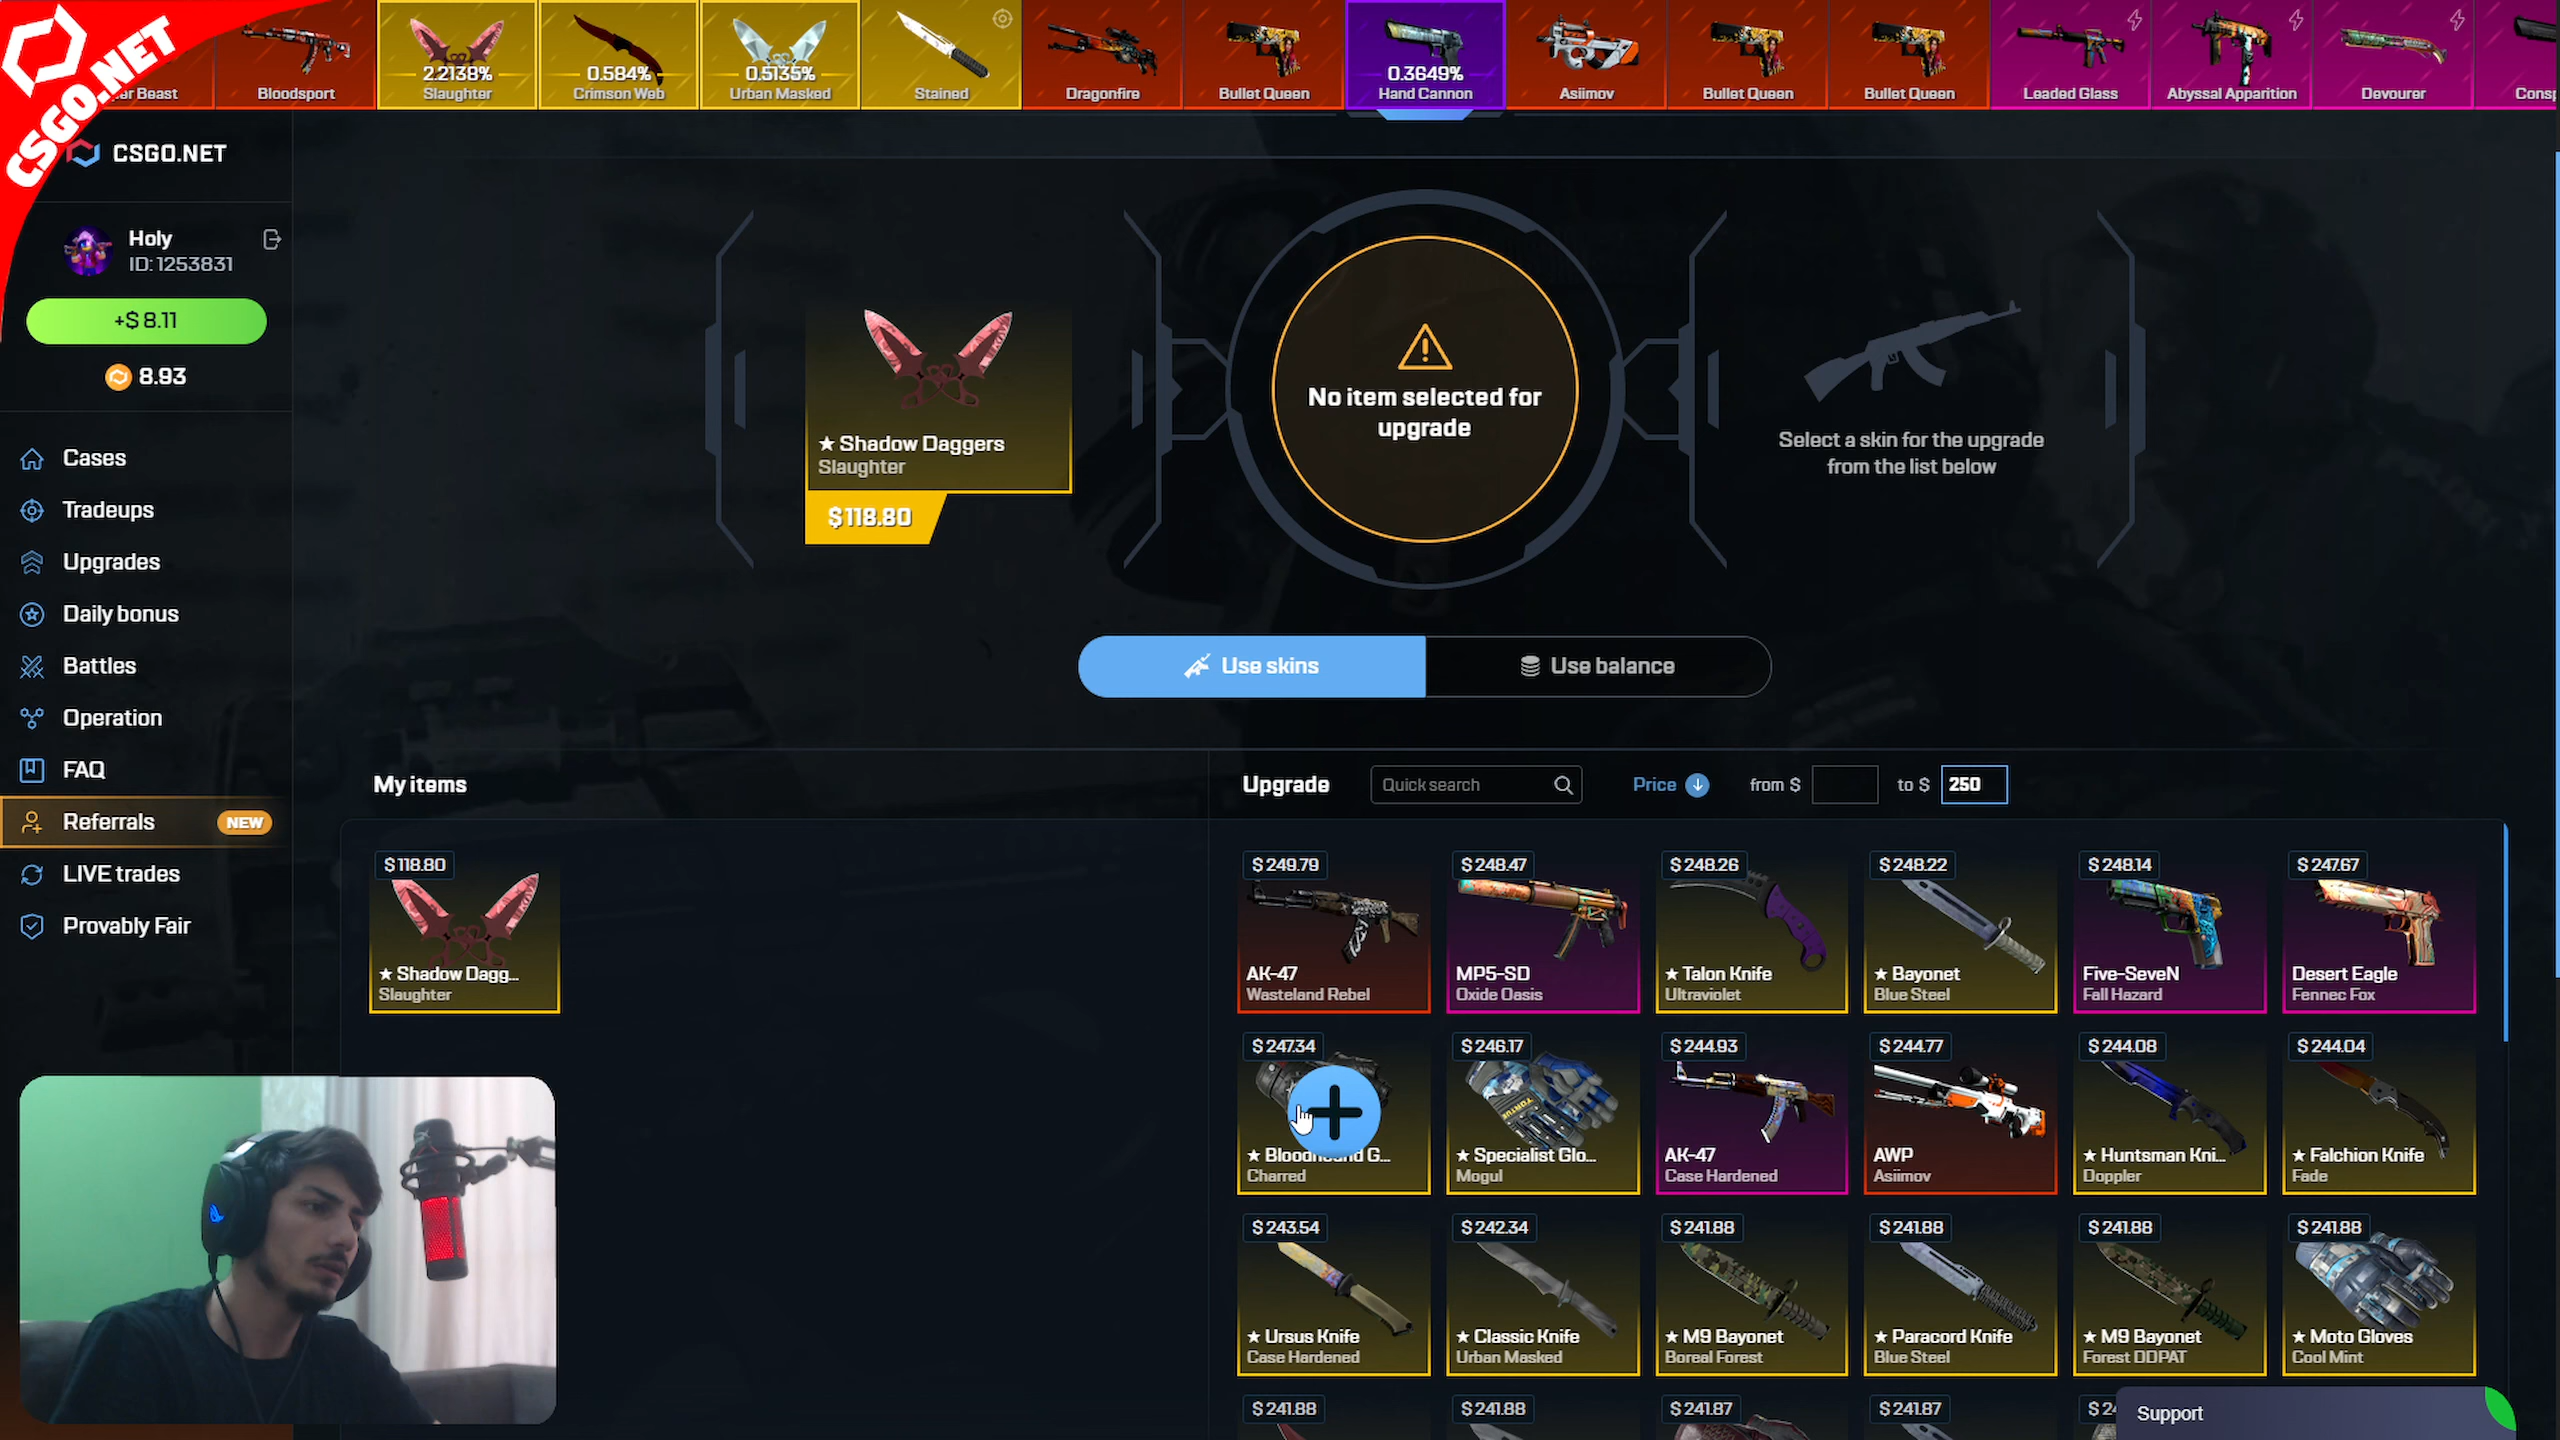 CSGO.NET
Beast
Bloodsport
2.2138%
Slaughter
0.584%
Crimson Web
0.5135%
Urban Masked
Stained
Dragonfire
Bullet Queen
0.3649%
Hand Cannon
Asiimov
Bullet Queen
Bullet Queen
Leaded Glass
Abyssal Apparition
Devourer
CSGO.NET
Holy
ID: 1253831
+$ 8.11
8.93
Cases
Tradeups
Upgrades
Daily bonus
Battles
Operation
FAQ
Referrals
NEW
LIVE trades
Provably Fair
★ Shadow Daggers
Slaughter
$118.80
No item selected for
upgrade
Select a skin for the upgrade
from the list below
Use skins
Use balance
My items
Upgrade
Quick search
Price
from $
to $
250
$ 118.80
★ Shadow Dagg...
Slaughter
$ 249.79
AK-47
Wasteland Rebel
$ 248.47
MP5-SD
Oxide Oasis
$ 248.26
★ Talon Knife
Ultraviolet
$ 248.22
★ Bayonet
Blue Steel
$ 248.14
Five-SeveN
Fall Hazard
$ 247.67
Desert Eagle
Fennec Fox
$ 247.34
★ Bloodhound G...
Charred
$ 246.17
★ Specialist Glo...
Mogul
$ 244.93
AK-47
Case Hardened
$ 244.77
AWP
Asiimov
$ 244.08
★ Huntsman Kni...
Doppler
$ 244.04
★ Falchion Knife
Fade
$ 243.54
★ Ursus Knife
Case Hardened
$ 242.34
★ Classic Knife
Urban Masked
$ 241.88
★ M9 Bayonet
Boreal Forest
$ 241.88
★ Paracord Knife
Blue Steel
$ 241.88
★ M9 Bayonet
Forest DDPAT
$ 241.88
★ Moto Gloves
Cool Mint
$ 241.88
$ 241.88
$ 241.87
$ 241.87
Support